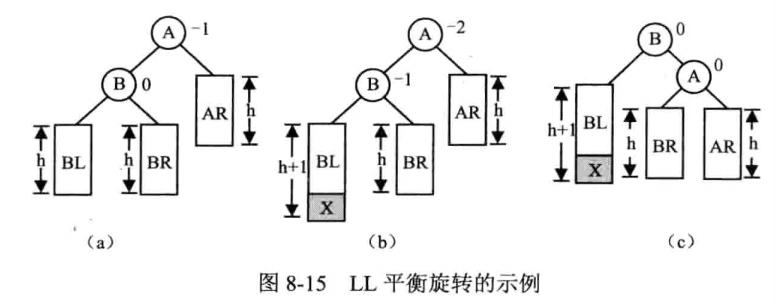 A −1
B 0
h BL h BR AR h
(a)
A −2
B −1
h+1 BL X h BR AR h
(b)
B 0
A 0
h+1 BL X h BR AR h
(c)
图 8-15 LL 平衡旋转的示例